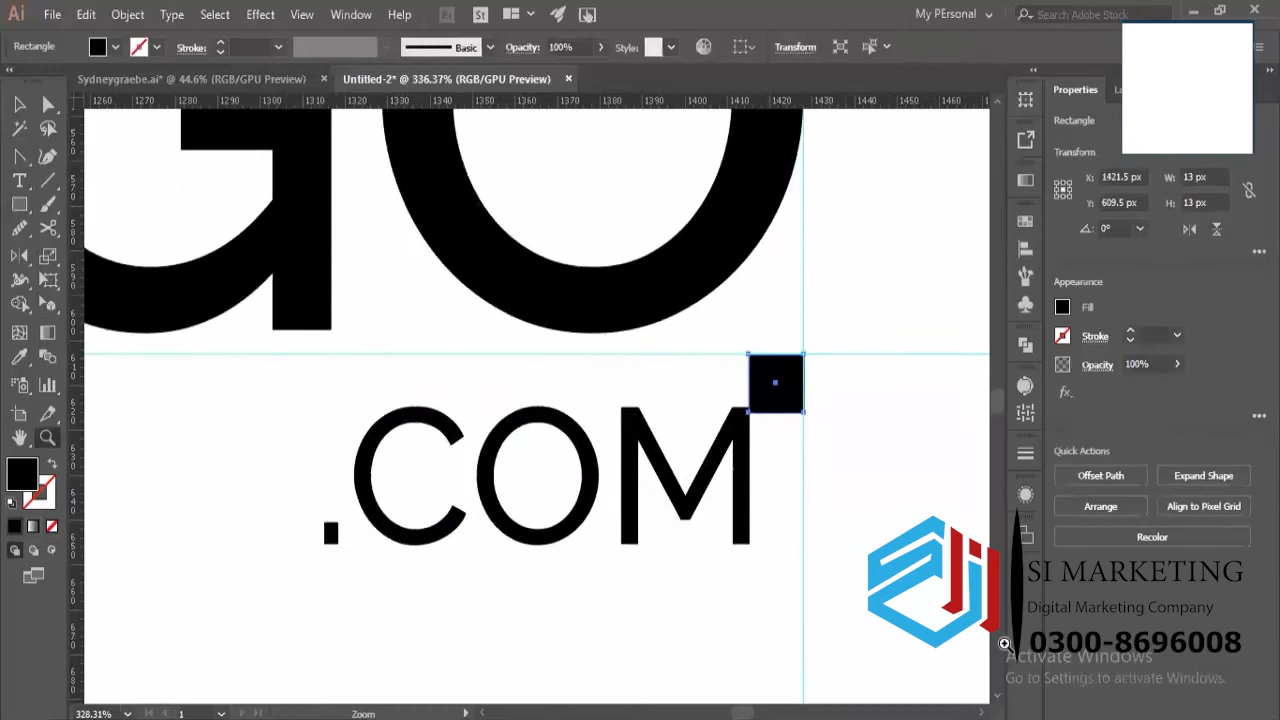 Ai File Edit Object Type Select Effect View Window Help Br St My PErsonal Search Adobe Stock
Rectangle Stroke: Basic Opacity: 100% Style: Transform
Sydneygraebe.ai* @ 44.6% (RGB/GPU Preview) × Untitled-2* @ 336.37% (RGB/GPU Preview) ×
1260 1270 1280 1290 1300 1310 1320 1330 1340 1350 1360 1370 1380 1390 1400 1410 1420 1430 1440 1450 1460
Properties
Rectangle
Transform
X: 1421.5 px W: 13 px
Y: 609.5 px H: 13 px
0°
Appearance
Fill
Stroke
Opacity 100%
fx.
Quick Actions
Offset Path Expand Shape
Arrange Align to Pixel Grid
Recolor
GO
.COM
SI MARKETING
Digital Marketing Company
0300-8696008
Activate Windows
Go to Settings to activate Windows.
328.31% 1 Zoom